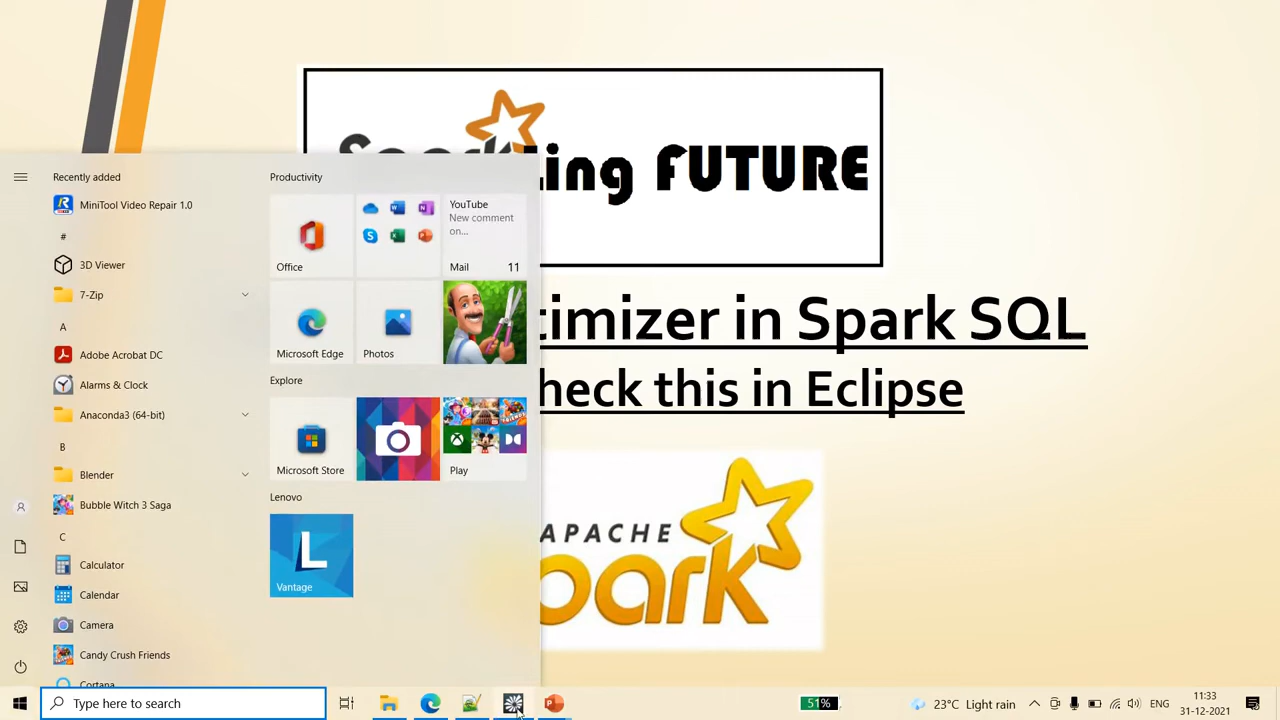 ing FUTURE
timizer in Spark SQL
heck this in Eclipse
APACHE
park
Recently added
MiniTool Video Repair 1.0
#
3D Viewer
7-Zip
A
Adobe Acrobat DC
Alarms & Clock
Anaconda3 (64-bit)
B
Blender
Bubble Witch 3 Saga
C
Calculator
Calendar
Camera
Candy Crush Friends
Cortana
Productivity
Office
YouTube
New comment
on...
Mail 11
Microsoft Edge
Photos
Explore
Microsoft Store
Play
Lenovo
L
Vantage
Type here to search
51%
23°C Light rain
ENG
11:33
31-12-2021